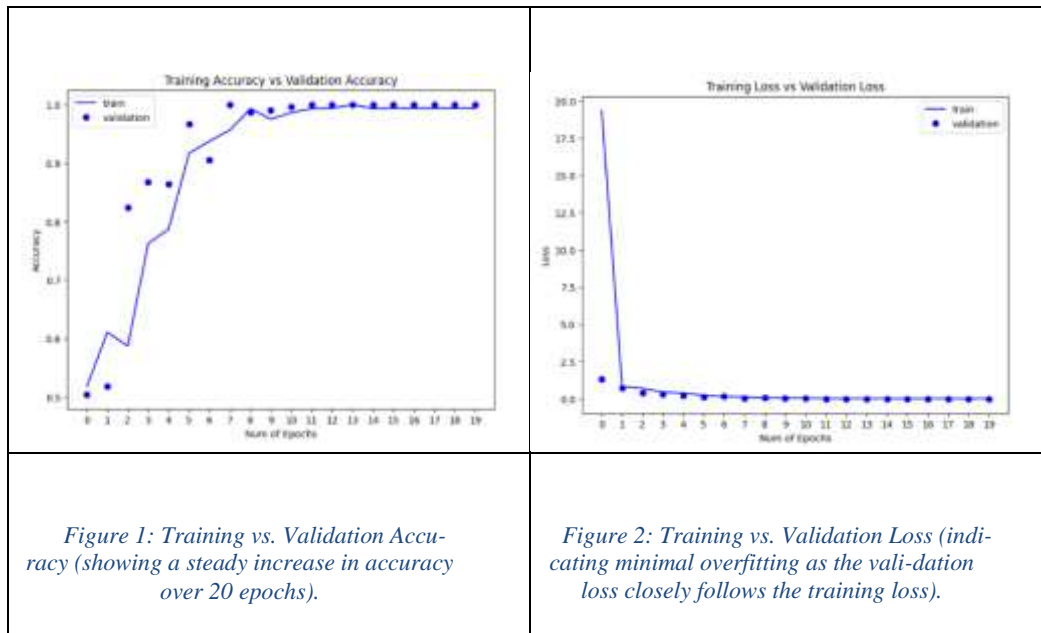 Training Accuracy vs Validation Accuracy
train
validation
1.0
0.9
0.8
0.7
0.6
0.5
Accuracy
0 1 2 3 4 5 6 7 8 9 10 11 12 13 14 15 16 17 18 19
Num of Epochs
Training Loss vs Validation Loss
train
validation
20.0
17.5
15.0
12.5
10.0
7.5
5.0
2.5
0.0
Loss
0 1 2 3 4 5 6 7 8 9 10 11 12 13 14 15 16 17 18 19
Num of Epochs
Figure 1: Training vs. Validation Accu-
racy (showing a steady increase in accuracy
over 20 epochs).
Figure 2: Training vs. Validation Loss (indi-
cating minimal overfitting as the vali-dation
loss closely follows the training loss).